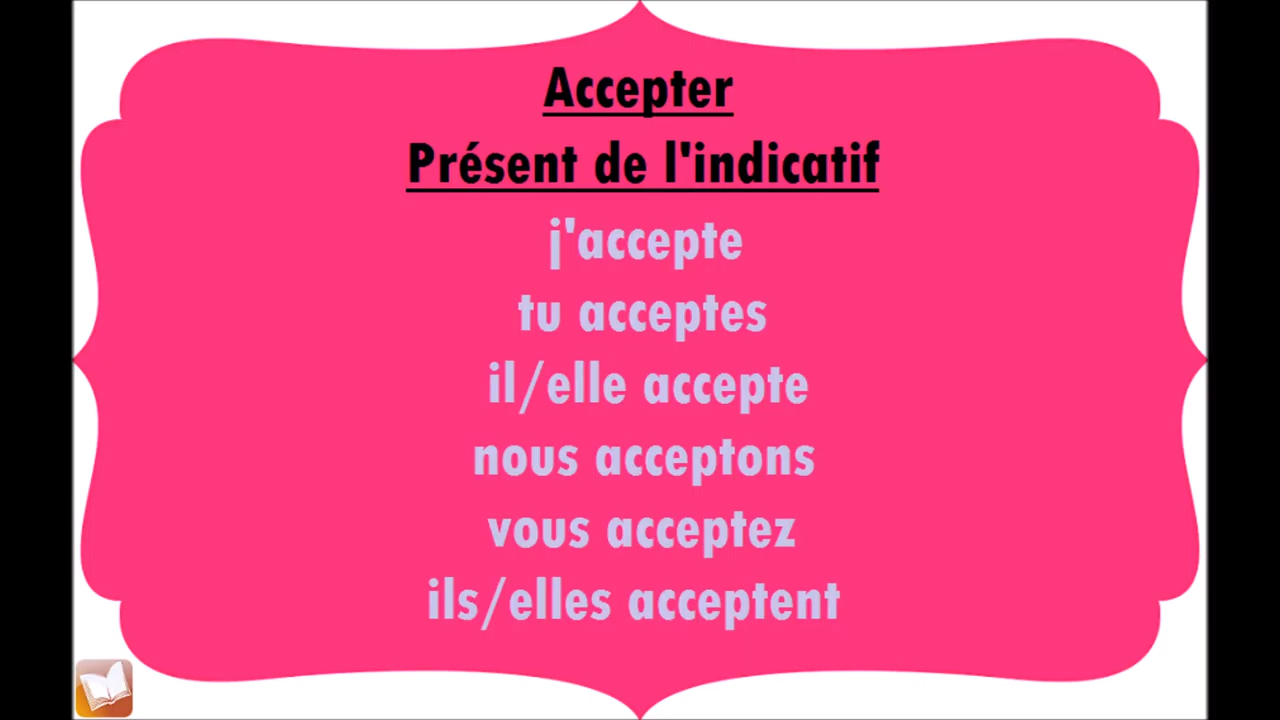 Accepter
Présent de l'indicatif
j'accepte
tu acceptes
il/elle accepte
nous acceptons
vous acceptez
ils/elles acceptent